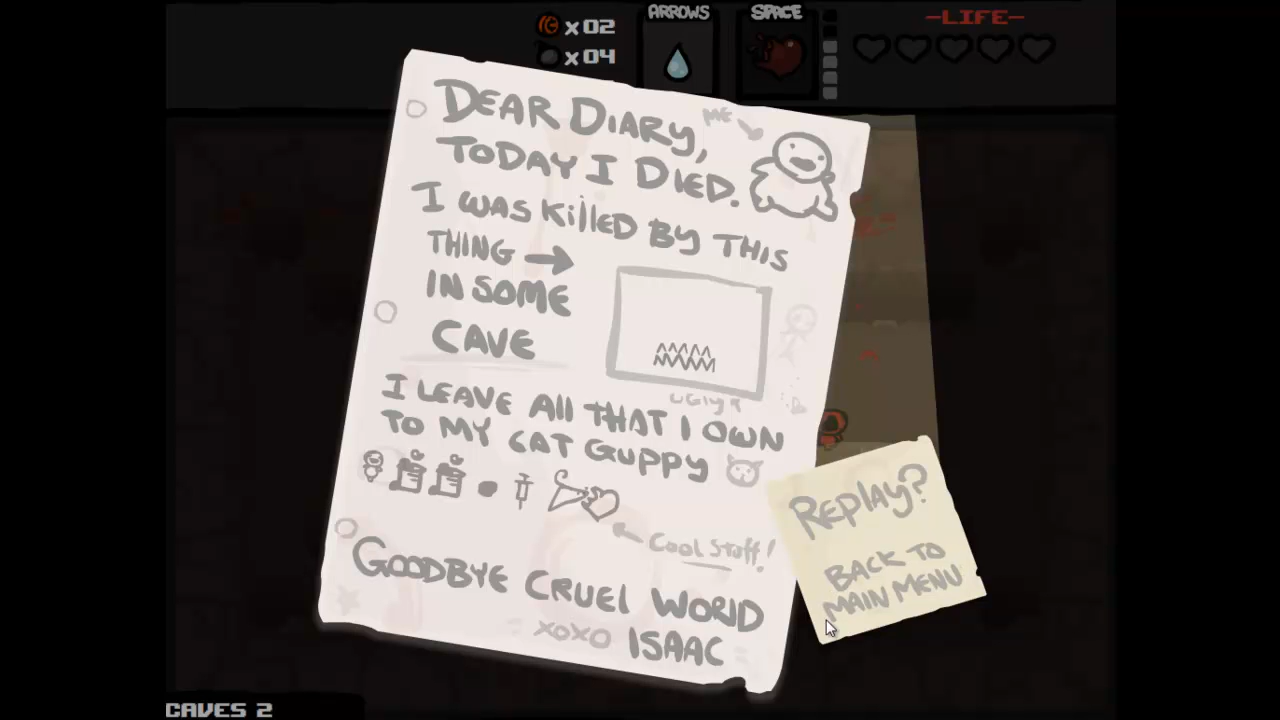 x02
x04
ARROWS
SPACE
-LIFE-
DEAR DIARY,
TODAY I DIED.
ME
I WAS KILLED BY THIS
THING →
IN SOME
CAVE
UGLY
I LEAVE ALL THAT I OWN
TO MY CAT GUPPY
COOL STUFF!
GOODBYE CRUEL WORLD
XOXO ISAAC
REPLAY?
BACK TO
MAIN MENU
CAVES 2